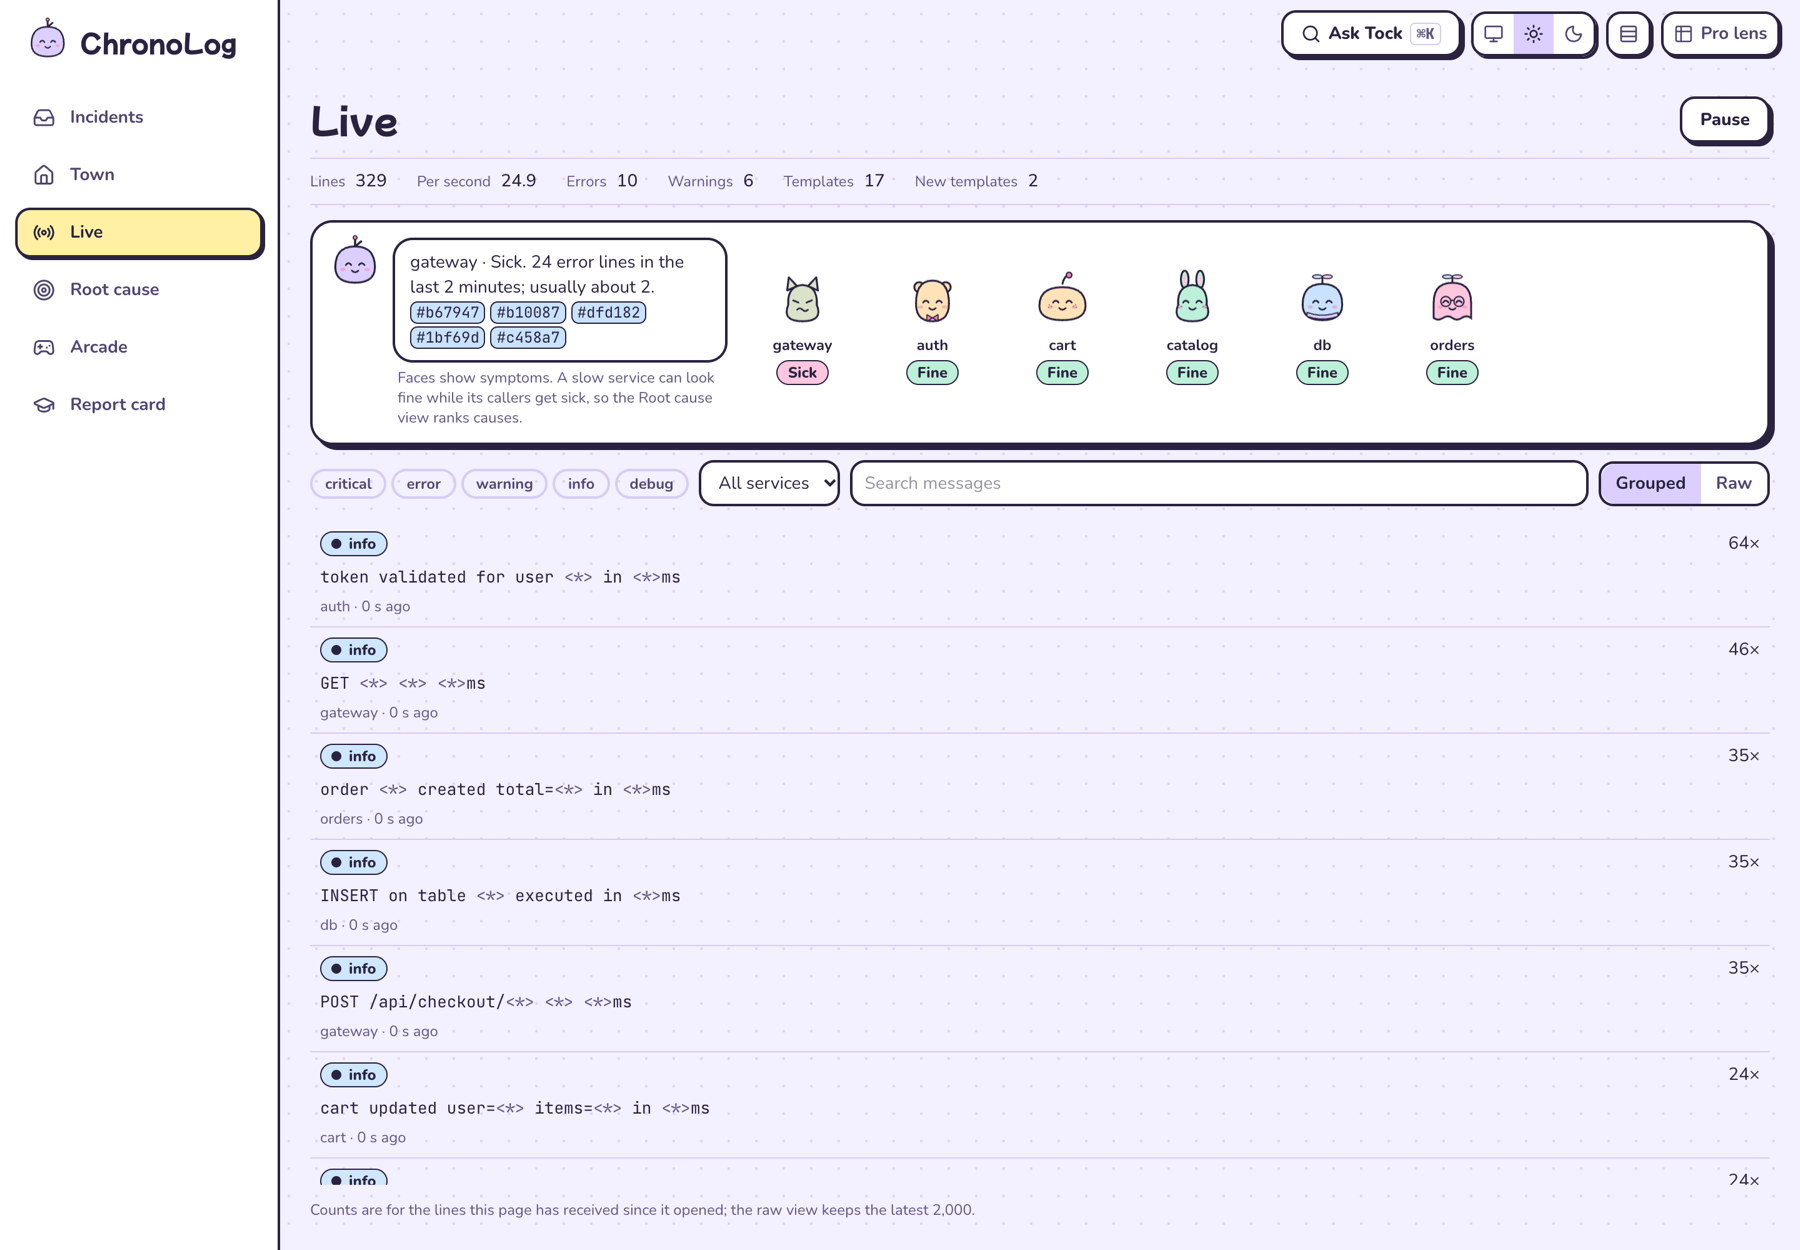 ChronoLog
Incidents
Town
Live
Root cause
Arcade
Report card
Ask Tock ⌘K
Pro lens
Live
Pause
Lines 329 Per second 24.9 Errors 10 Warnings 6 Templates 17 New templates 2
gateway · Sick. 24 error lines in the
last 2 minutes; usually about 2.
#b67947 #b10087 #dfd182
#1bf69d #c458a7
Faces show symptoms. A slow service can look
fine while its callers get sick, so the Root cause
view ranks causes.
gateway auth cart catalog db orders
Sick Fine Fine Fine Fine Fine
critical error warning info debug All services Search messages Grouped Raw
info 64×
token validated for user <*> in <*>ms
auth · 0 s ago
info 46×
GET <*> <*> <*>ms
gateway · 0 s ago
info 35×
order <*> created total=<*> in <*>ms
orders · 0 s ago
info 35×
INSERT on table <*> executed in <*>ms
db · 0 s ago
info 35×
POST /api/checkout/<*> <*> <*>ms
gateway · 0 s ago
info 24×
cart updated user=<*> items=<*> in <*>ms
cart · 0 s ago
info 24×
Counts are for the lines this page has received since it opened; the raw view keeps the latest 2,000.